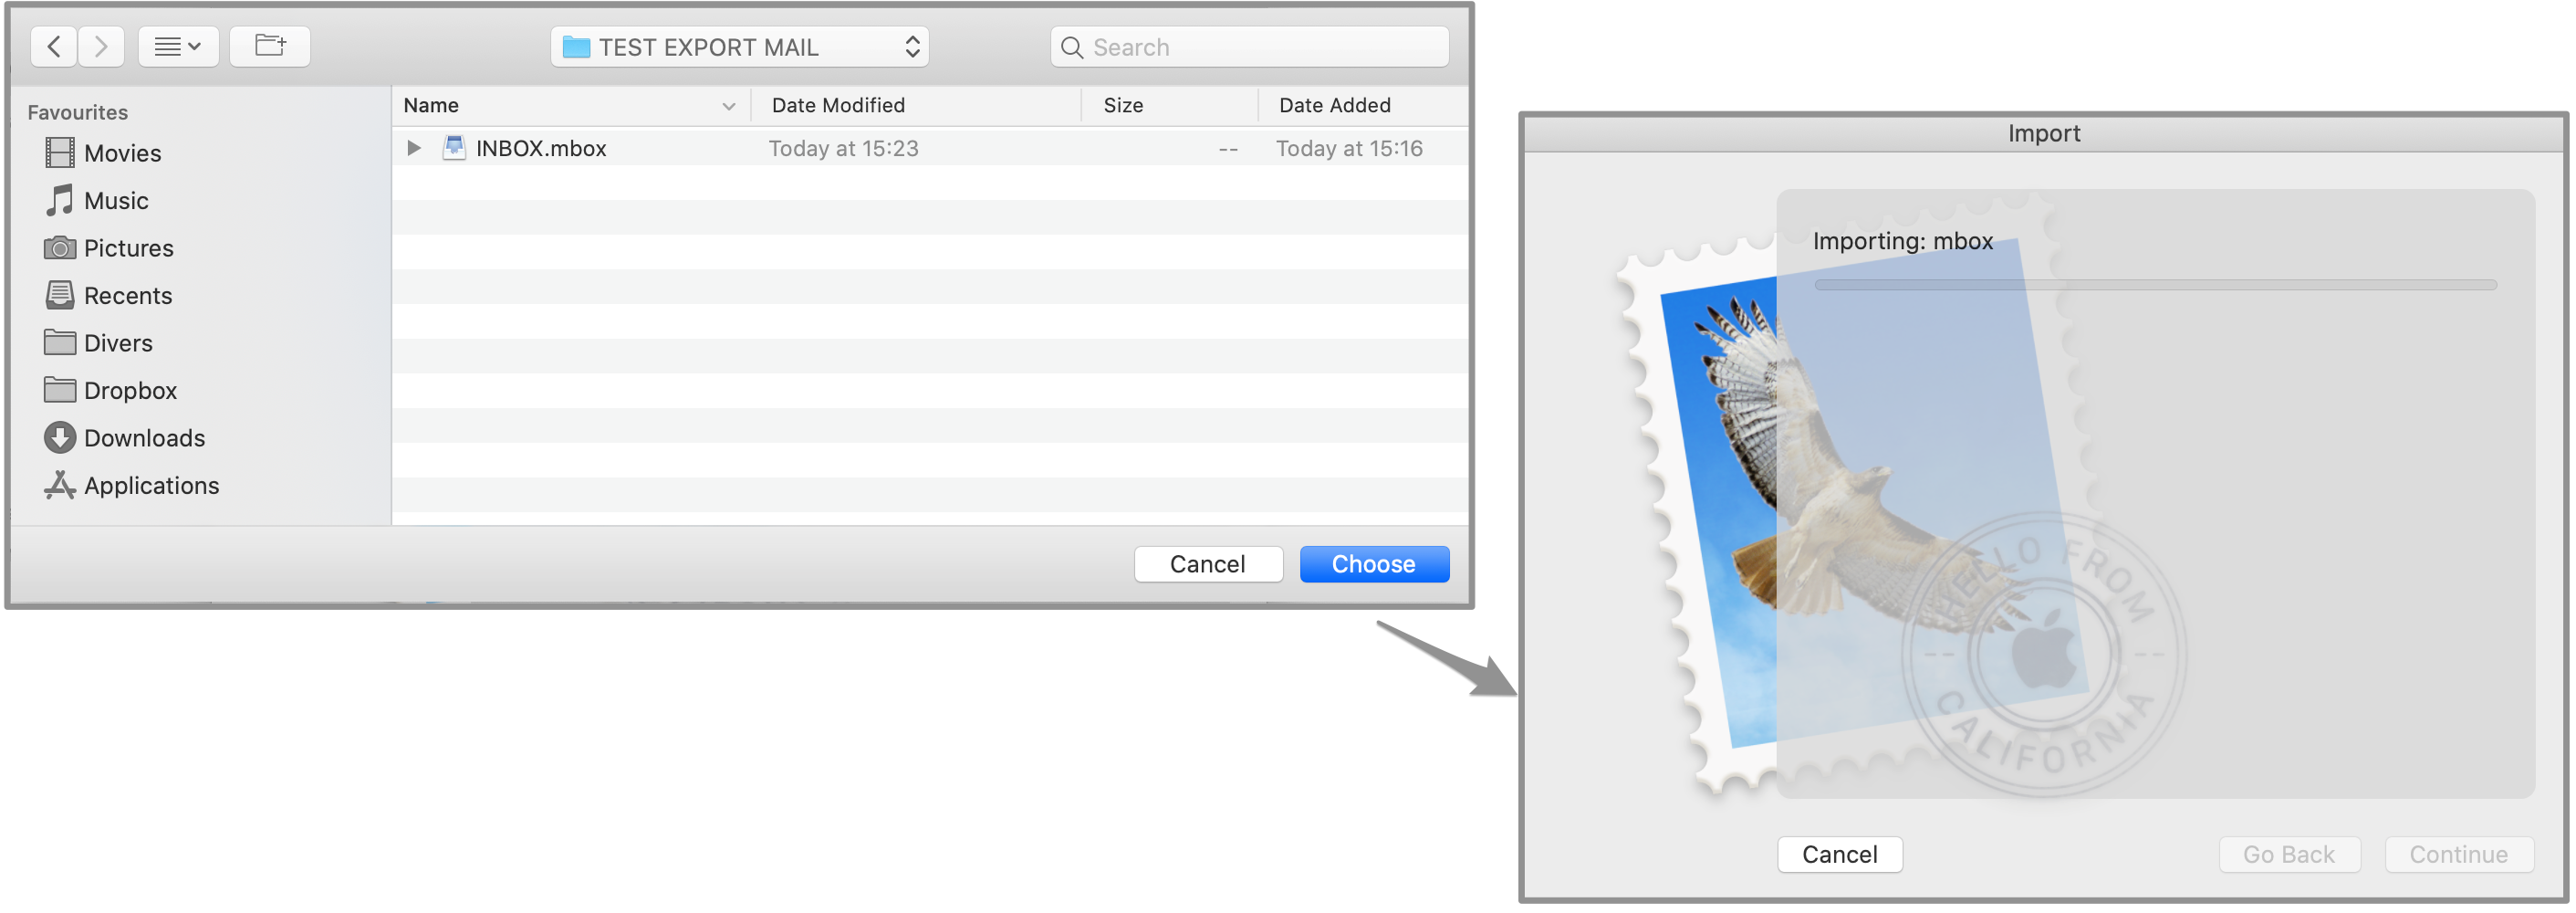 TEST EXPORT MAIL
Search
Favourites
Movies
Music
Pictures
Recents
Divers
Dropbox
Downloads
Applications
Name Date Modified Size Date Added
INBOX.mbox Today at 15:23 -- Today at 15:16
Cancel Choose
Import
Importing: mbox
HELLO FROM
CALIFORNIA
Cancel Go Back Continue